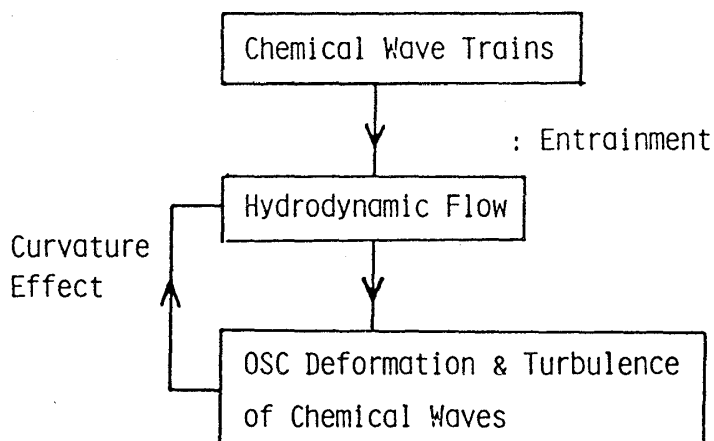 Chemical Wave Trains
: Entrainment
Hydrodynamic Flow
Curvature
Effect
OSC Deformation & Turbulence
of Chemical Waves